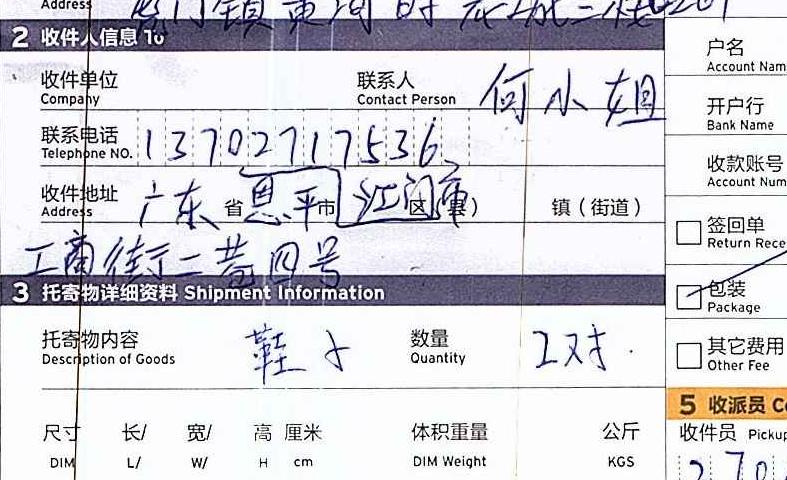 Address 门镇黄
2 收件人信息 To
户名
Account Nam
收件单位 联系人 何小姐
Company Contact Person
开户行
Bank Name
联系电话 13702717536
Telephone NO.
收款账号
Account Num
收件地址 广东 省 恩平 市 江门市 区(县) 镇(街道)
Address
签回单
Return Rece
工商街二巷四号
3 托寄物详细资料 Shipment Information
包装
Package
托寄物内容 鞋子 数量 2对.
Description of Goods Quantity
其它费用
Other Fee
5 收派员 Co
尺寸 长/ 宽/ 高 厘米 体积重量 公斤
DIM L/ W/ H cm DIM Weight KGS
收件员 Pickup
270